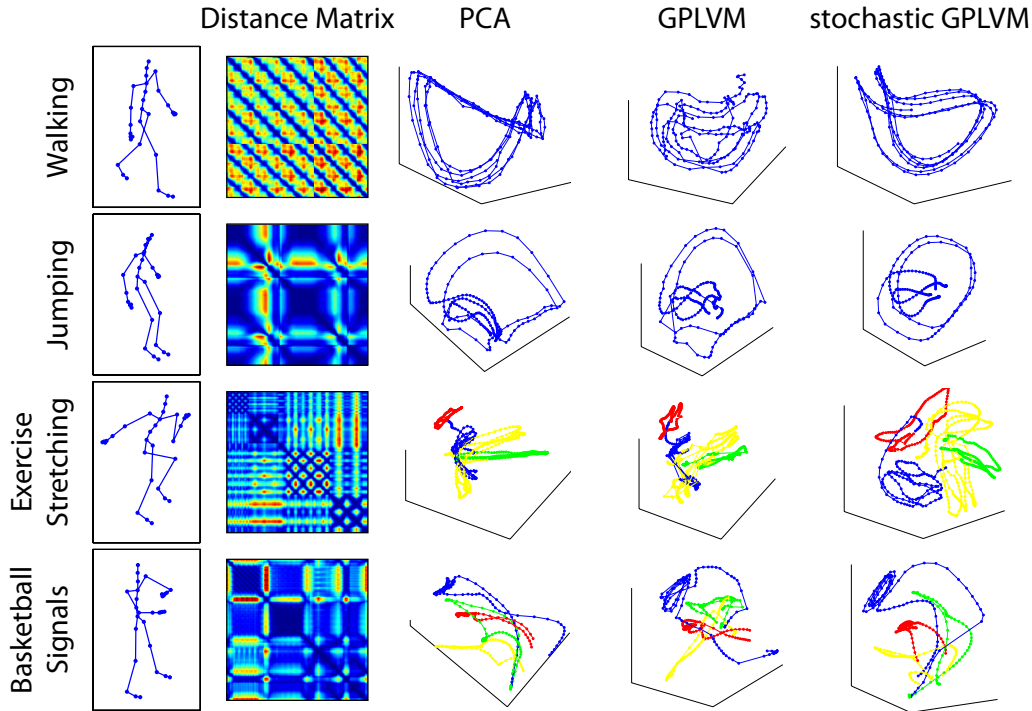 Distance Matrix PCA GPLVM stochastic GPLVM
Walking
Jumping
Exercise
Stretching
Basketball
Signals